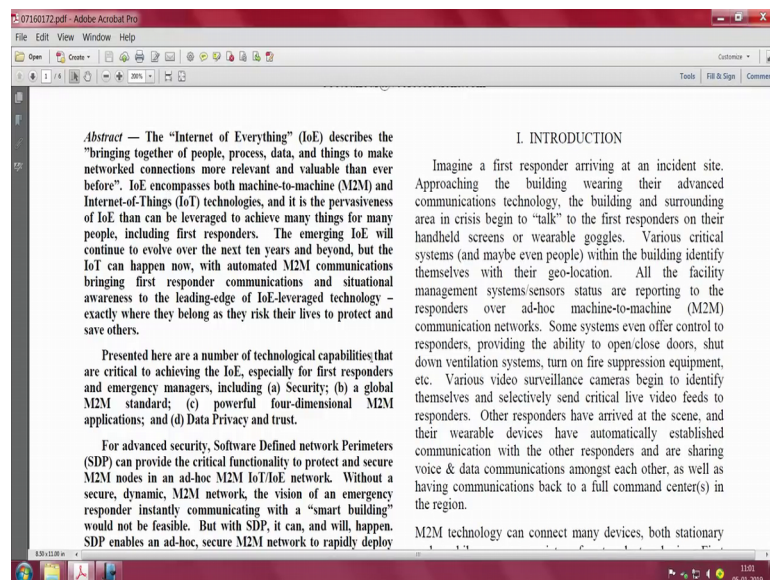 07160172.pdf - Adobe Acrobat Pro
File Edit View Window Help
Open Create
Customize
1 / 6 200%
Tools Fill & Sign Comment
Abstract — The “Internet of Everything” (IoE) describes the
”bringing together of people, process, data, and things to make
networked connections more relevant and valuable than ever
before”. IoE encompasses both machine-to-machine (M2M) and
Internet-of-Things (IoT) technologies, and it is the pervasiveness
of IoE than can be leveraged to achieve many things for many
people, including first responders. The emerging IoE will
continue to evolve over the next ten years and beyond, but the
IoT can happen now, with automated M2M communications
bringing first responder communications and situational
awareness to the leading-edge of IoE-leveraged technology –
exactly where they belong as they risk their lives to protect and
save others.
Presented here are a number of technological capabilities that
are critical to achieving the IoE, especially for first responders
and emergency managers, including (a) Security; (b) a global
M2M standard; (c) powerful four-dimensional M2M
applications; and (d) Data Privacy and trust.
For advanced security, Software Defined network Perimeters
(SDP) can provide the critical functionality to protect and secure
M2M nodes in an ad-hoc M2M IoT/IoE network. Without a
secure, dynamic, M2M network, the vision of an emergency
responder instantly communicating with a “smart building”
would not be feasible. But with SDP, it can, and will, happen.
SDP enables an ad-hoc, secure M2M network to rapidly deploy
I. INTRODUCTION
Imagine a first responder arriving at an incident site.
Approaching the building wearing their advanced
communications technology, the building and surrounding
area in crisis begin to “talk” to the first responders on their
handheld screens or wearable goggles. Various critical
systems (and maybe even people) within the building identify
themselves with their geo-location. All the facility
management systems/sensors status are reporting to the
responders over ad-hoc machine-to-machine (M2M)
communication networks. Some systems even offer control to
responders, providing the ability to open/close doors, shut
down ventilation systems, turn on fire suppression equipment,
etc. Various video surveillance cameras begin to identify
themselves and selectively send critical live video feeds to
responders. Other responders have arrived at the scene, and
their wearable devices have automatically established
communication with the other responders and are sharing
voice & data communications amongst each other, as well as
having communications back to a full command center(s) in
the region.
M2M technology can connect many devices, both stationary
8.50 x 11.00 in
11:01